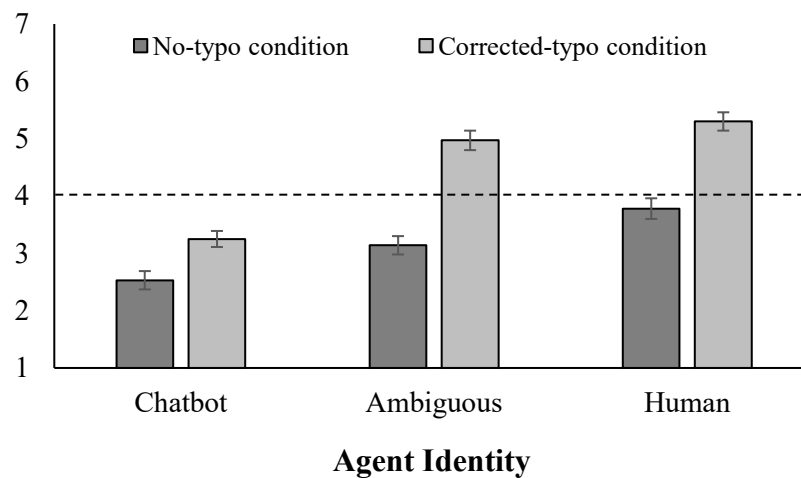 7
No-typo condition Corrected-typo condition
6
5
4
3
2
1
Chatbot Ambiguous Human
Agent Identity